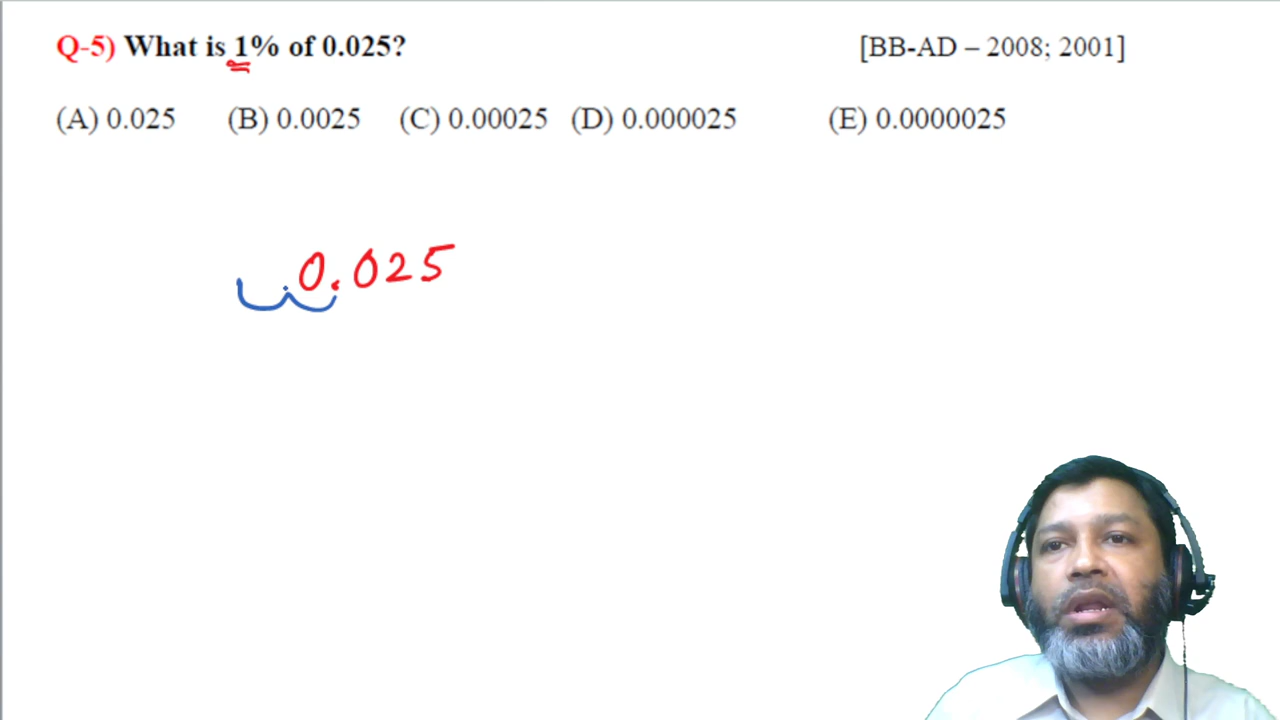 Q-5) What is 1% of 0.025? [BB-AD – 2008; 2001]
(A) 0.025 (B) 0.0025 (C) 0.00025 (D) 0.000025 (E) 0.0000025
0.025